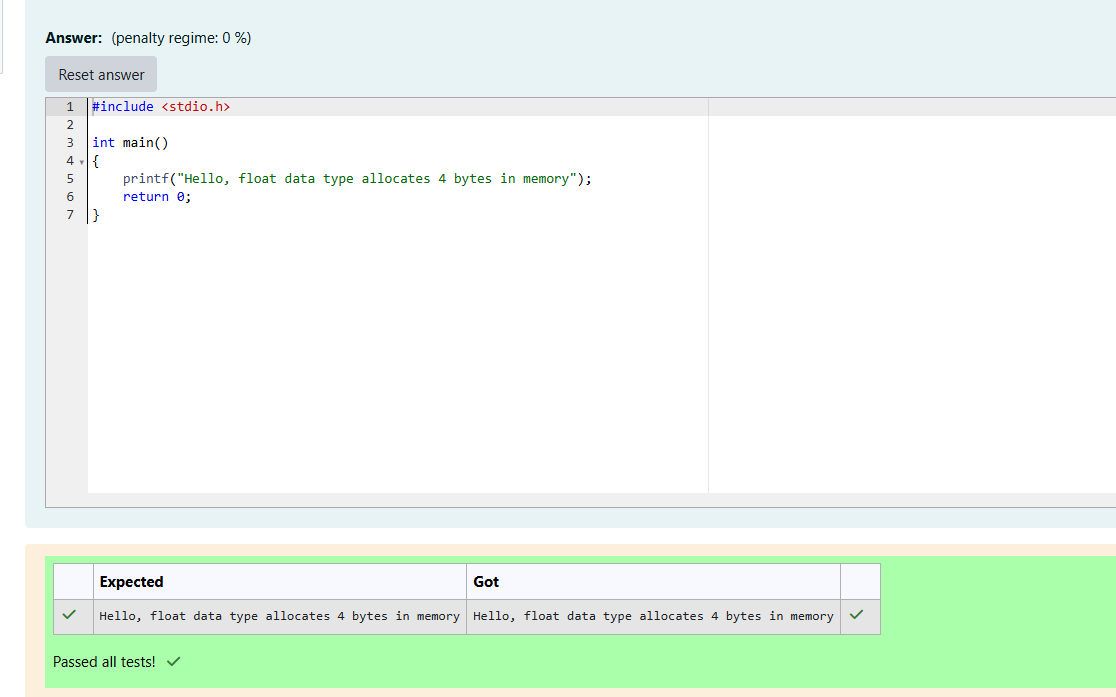 Answer: (penalty regime: 0 %)
Reset answer
1 #include <stdio.h>
2
3 int main()
4 {
5     printf("Hello, float data type allocates 4 bytes in memory");
6     return 0;
7 }
Expected Got
Hello, float data type allocates 4 bytes in memory Hello, float data type allocates 4 bytes in memory
Passed all tests!